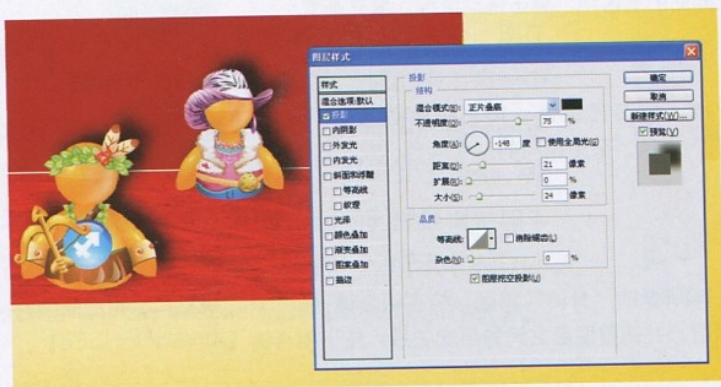 图层样式
样式
混合选项:默认
投影
内阴影
外发光
内发光
斜面和浮雕
等高线
纹理
光泽
颜色叠加
渐变叠加
图案叠加
描边
投影
结构
混合模式(B): 正片叠底
不透明度(O): 75 %
角度(A): -148 度 使用全局光(G)
距离(D): 21 像素
扩展(R): 0 %
大小(S): 24 像素
品质
等高线: 消除锯齿(L)
杂色(N): 0 %
图层挖空投影(U)
确定
取消
新建样式(W)...
预览(V)